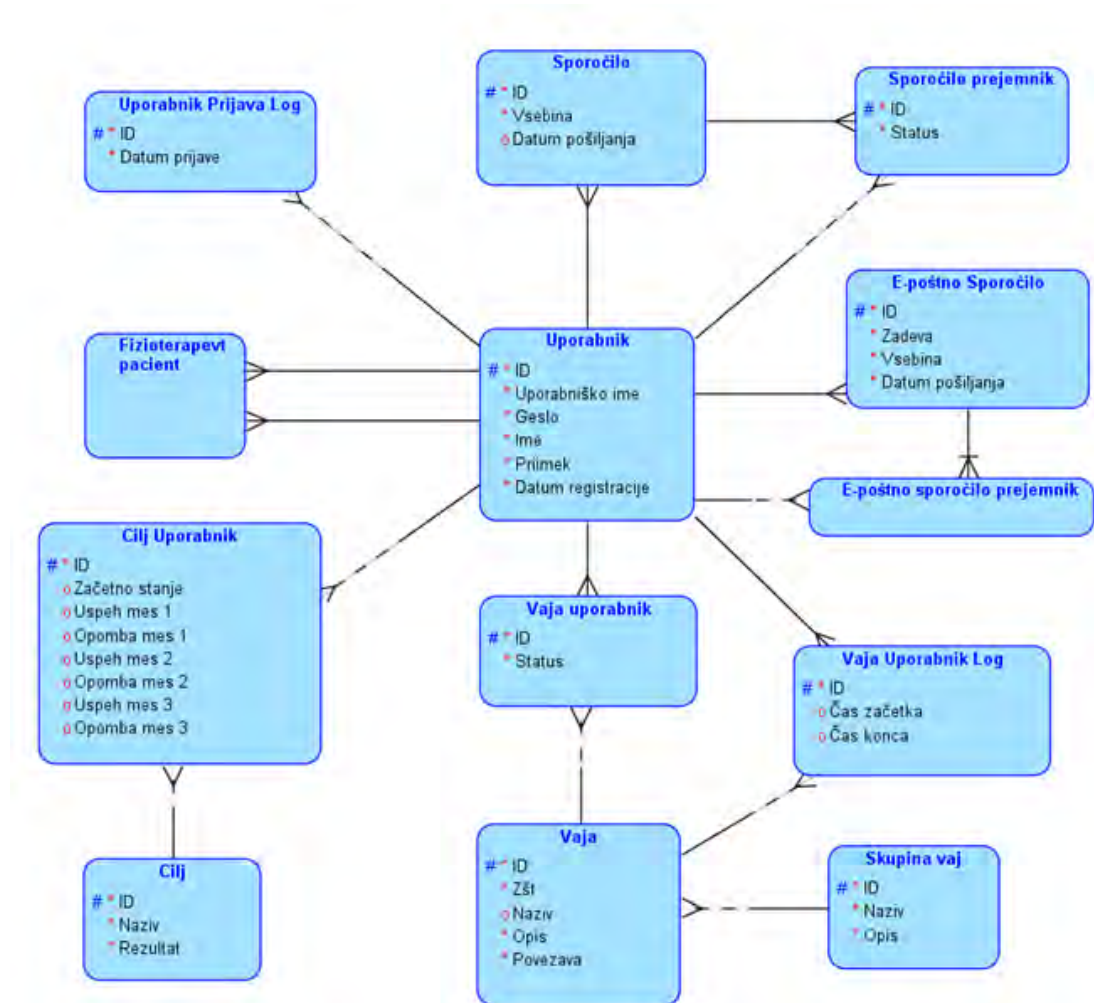 Sporočilo
# * ID
* Vsebina
o Datum pošiljanja
Sporočilo prejemnik
# * ID
* Status
Uporabnik Prijava Log
# * ID
* Datum prijave
E-poštno Sporočilo
# * ID
* Zadeva
* Vsebina
* Datum pošiljanja
Fizioterapevt
pacient
Uporabnik
# * ID
* Uporabniško ime
* Geslo
* Ime
* Priimek
* Datum registracije
E-poštno sporočilo prejemnik
Cilj Uporabnik
# * ID
o Začetno stanje
o Uspeh mes 1
o Opomba mes 1
o Uspeh mes 2
o Opomba mes 2
o Uspeh mes 3
o Opomba mes 3
Vaja uporabnik
# * ID
* Status
Vaja Uporabnik Log
# * ID
o Čas začetka
o Čas konca
Cilj
# * ID
* Naziv
* Rezultat
Vaja
# * ID
* Zšt
o Naziv
* Opis
* Povezava
Skupina vaj
# * ID
* Naziv
* Opis